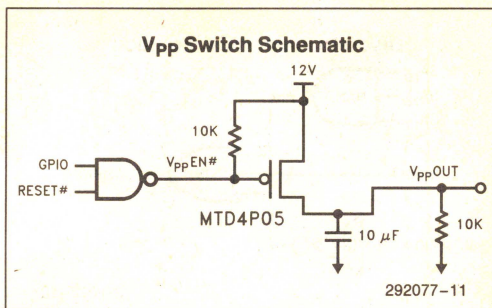 VPP Switch Schematic
12V
10K
GPIO
VPPEN#
VPPOUT
RESET#
MTD4P05
10 μF
10K
292077-11